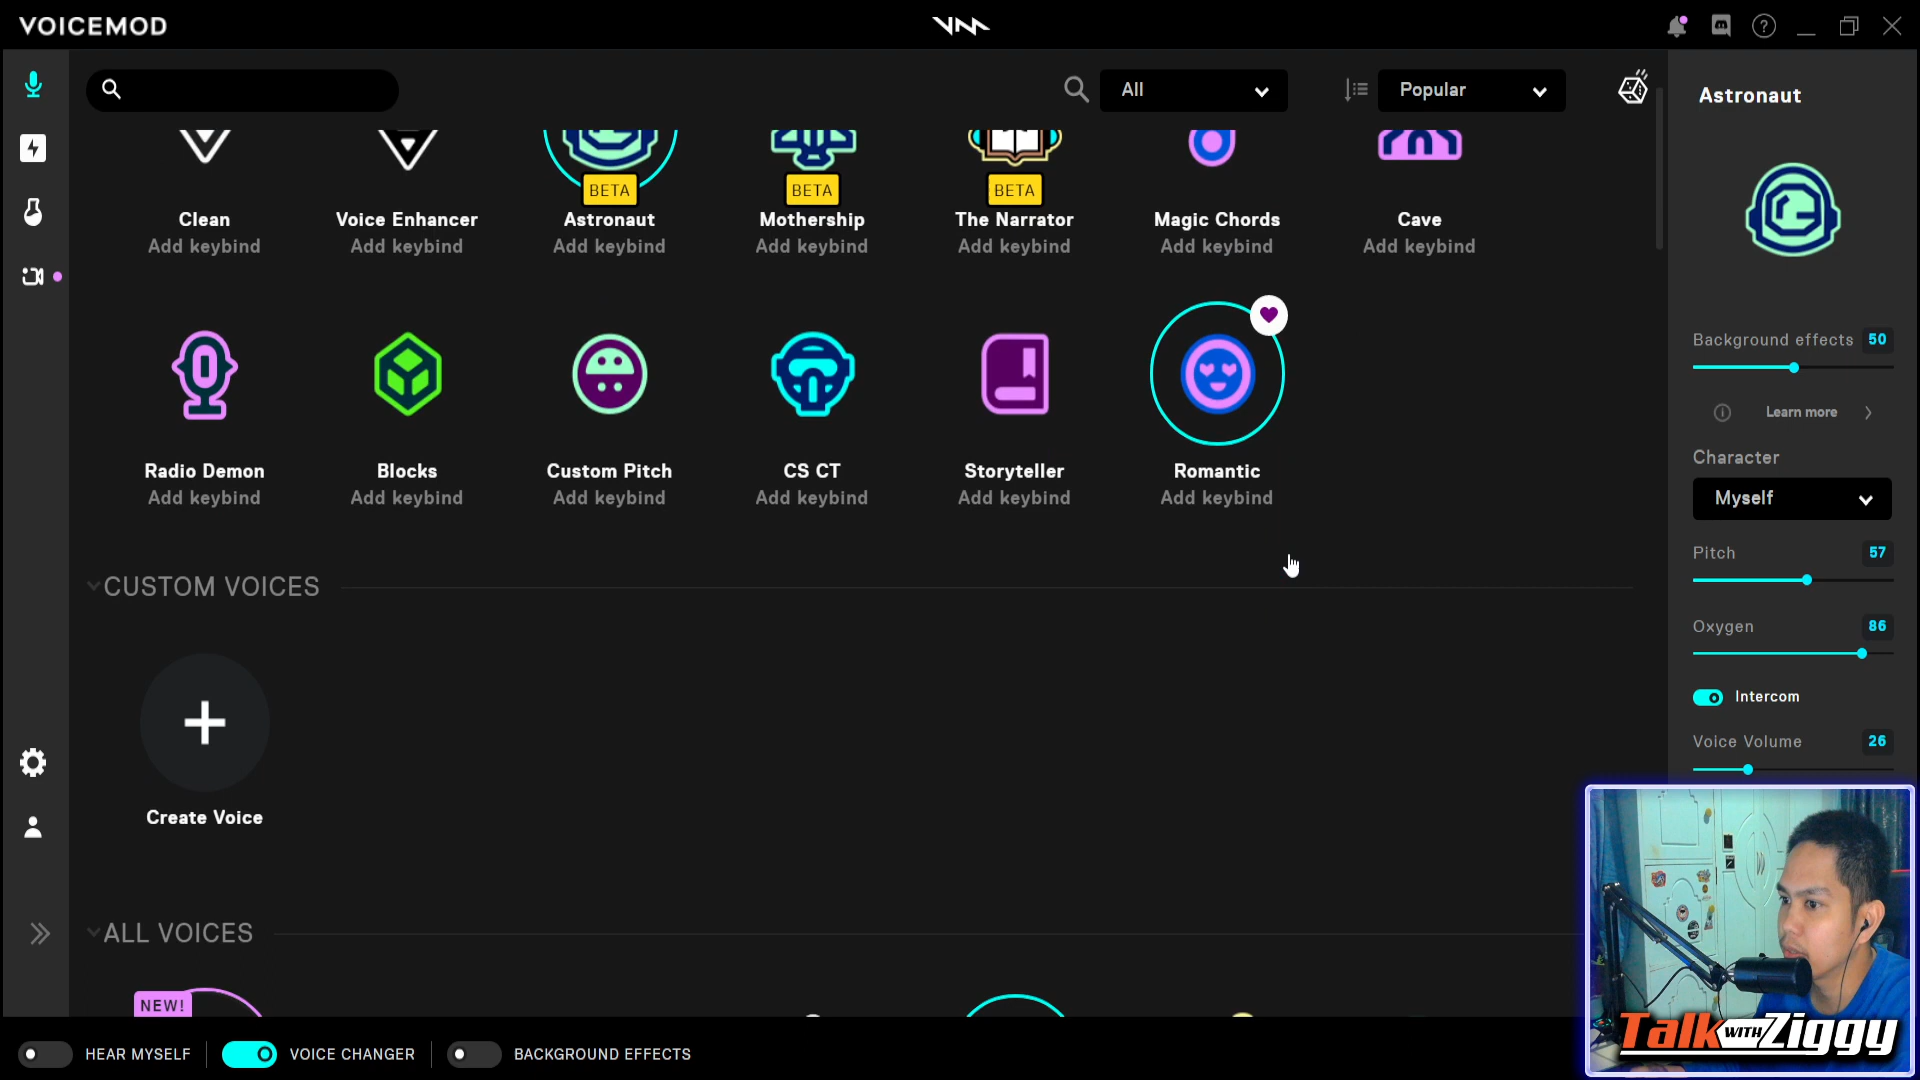 VOICEMOD
All
Popular
Astronaut
BETA
BETA
BETA
Clean
Voice Enhancer
Astronaut
Mothership
The Narrator
Magic Chords
Cave
Add keybind
Add keybind
Add keybind
Add keybind
Add keybind
Add keybind
Add keybind
Background effects 50
Learn more
Character
Myself
Radio Demon
Blocks
Custom Pitch
CS CT
Storyteller
Romantic
Add keybind
Add keybind
Add keybind
Add keybind
Add keybind
Add keybind
Pitch 57
CUSTOM VOICES
Oxygen 86
Intercom
Voice Volume 26
Create Voice
ALL VOICES
NEW!
HEAR MYSELF
VOICE CHANGER
BACKGROUND EFFECTS
Talk WITH Ziggy